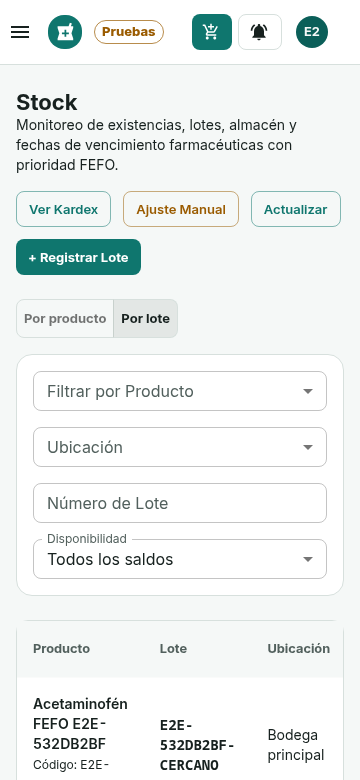 Pruebas
E2
Stock
Monitoreo de existencias, lotes, almacén y
fechas de vencimiento farmacéuticas con
prioridad FEFO.
Ver Kardex
Ajuste Manual
Actualizar
+ Registrar Lote
Por producto
Por lote
Filtrar por Producto
Ubicación
Número de Lote
Disponibilidad
Todos los saldos
Producto
Lote
Ubicación
Acetaminofén
FEFO E2E-
532DB2BF
Código: E2E-
E2E-
532DB2BF-
CERCANO
Bodega
principal